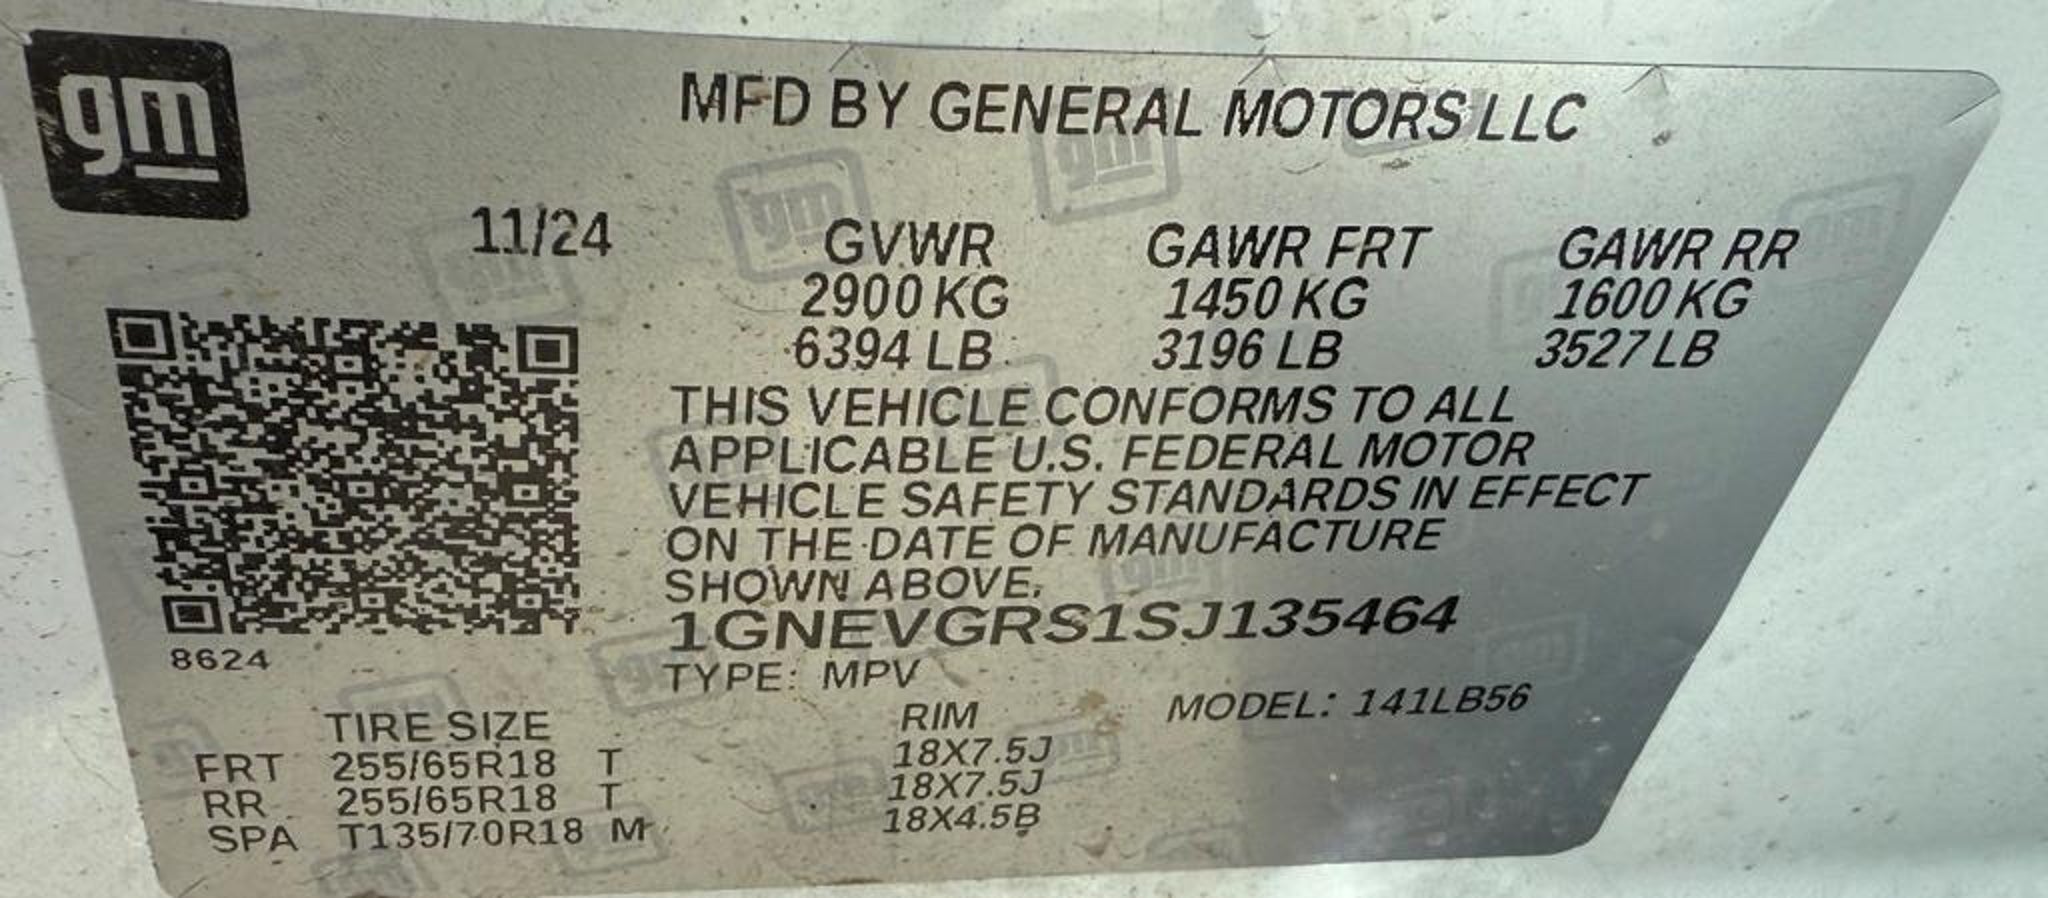 gm
MFD BY GENERAL MOTORS LLC
11/24
GVWR GAWR FRT GAWR RR
2900 KG 1450 KG 1600 KG
6394 LB 3196 LB 3527 LB
THIS VEHICLE CONFORMS TO ALL
APPLICABLE U.S. FEDERAL MOTOR
VEHICLE SAFETY STANDARDS IN EFFECT
ON THE DATE OF MANUFACTURE
SHOWN ABOVE.
1GNEVGRS1SJ135464
8624
TYPE: MPV MODEL: 141LB56
TIRE SIZE RIM
FRT 255/65R18 T 18X7.5J
RR 255/65R18 T 18X7.5J
SPA T135/70R18 M 18X4.5B